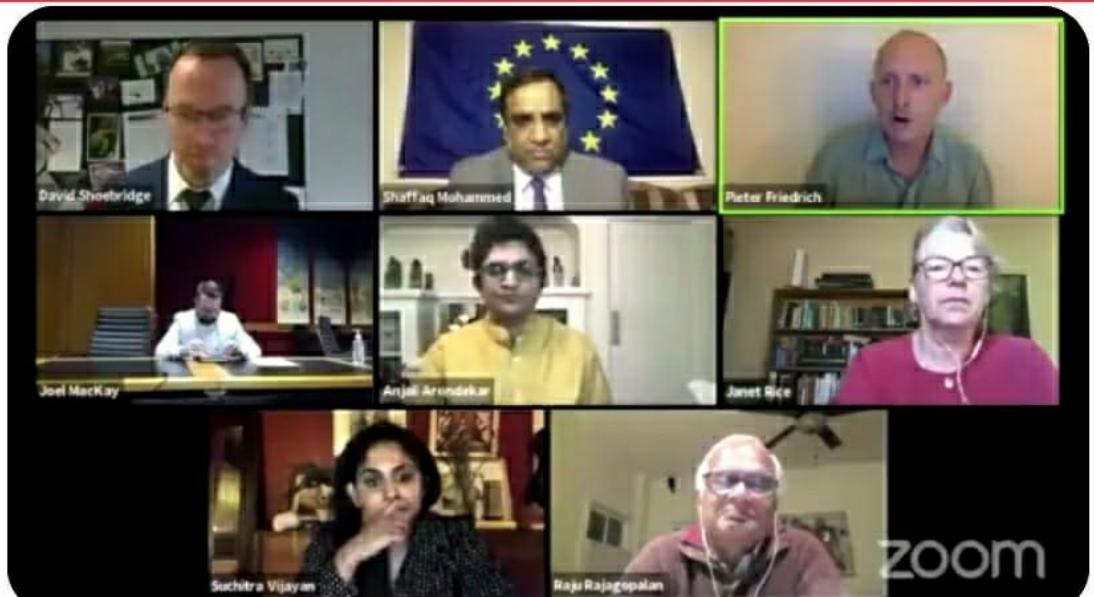 David Shoebridge
Shaffaq Mohammed
Pieter Friedrich
Joel MacKay
Anjali Arondekar
Janet Rice
Suchitra Vijayan
Raju Rajagopalan
zoom